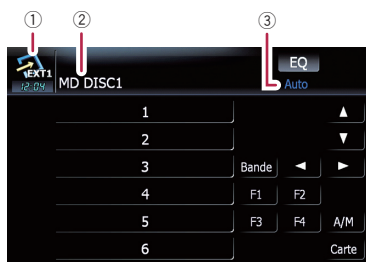 ① ② ③
EXT1
12:04
MD DISC1
EQ
Auto
1
2
3 Bande ◄ ►
4 F1 F2
5 F3 F4 A/M
6 Carte